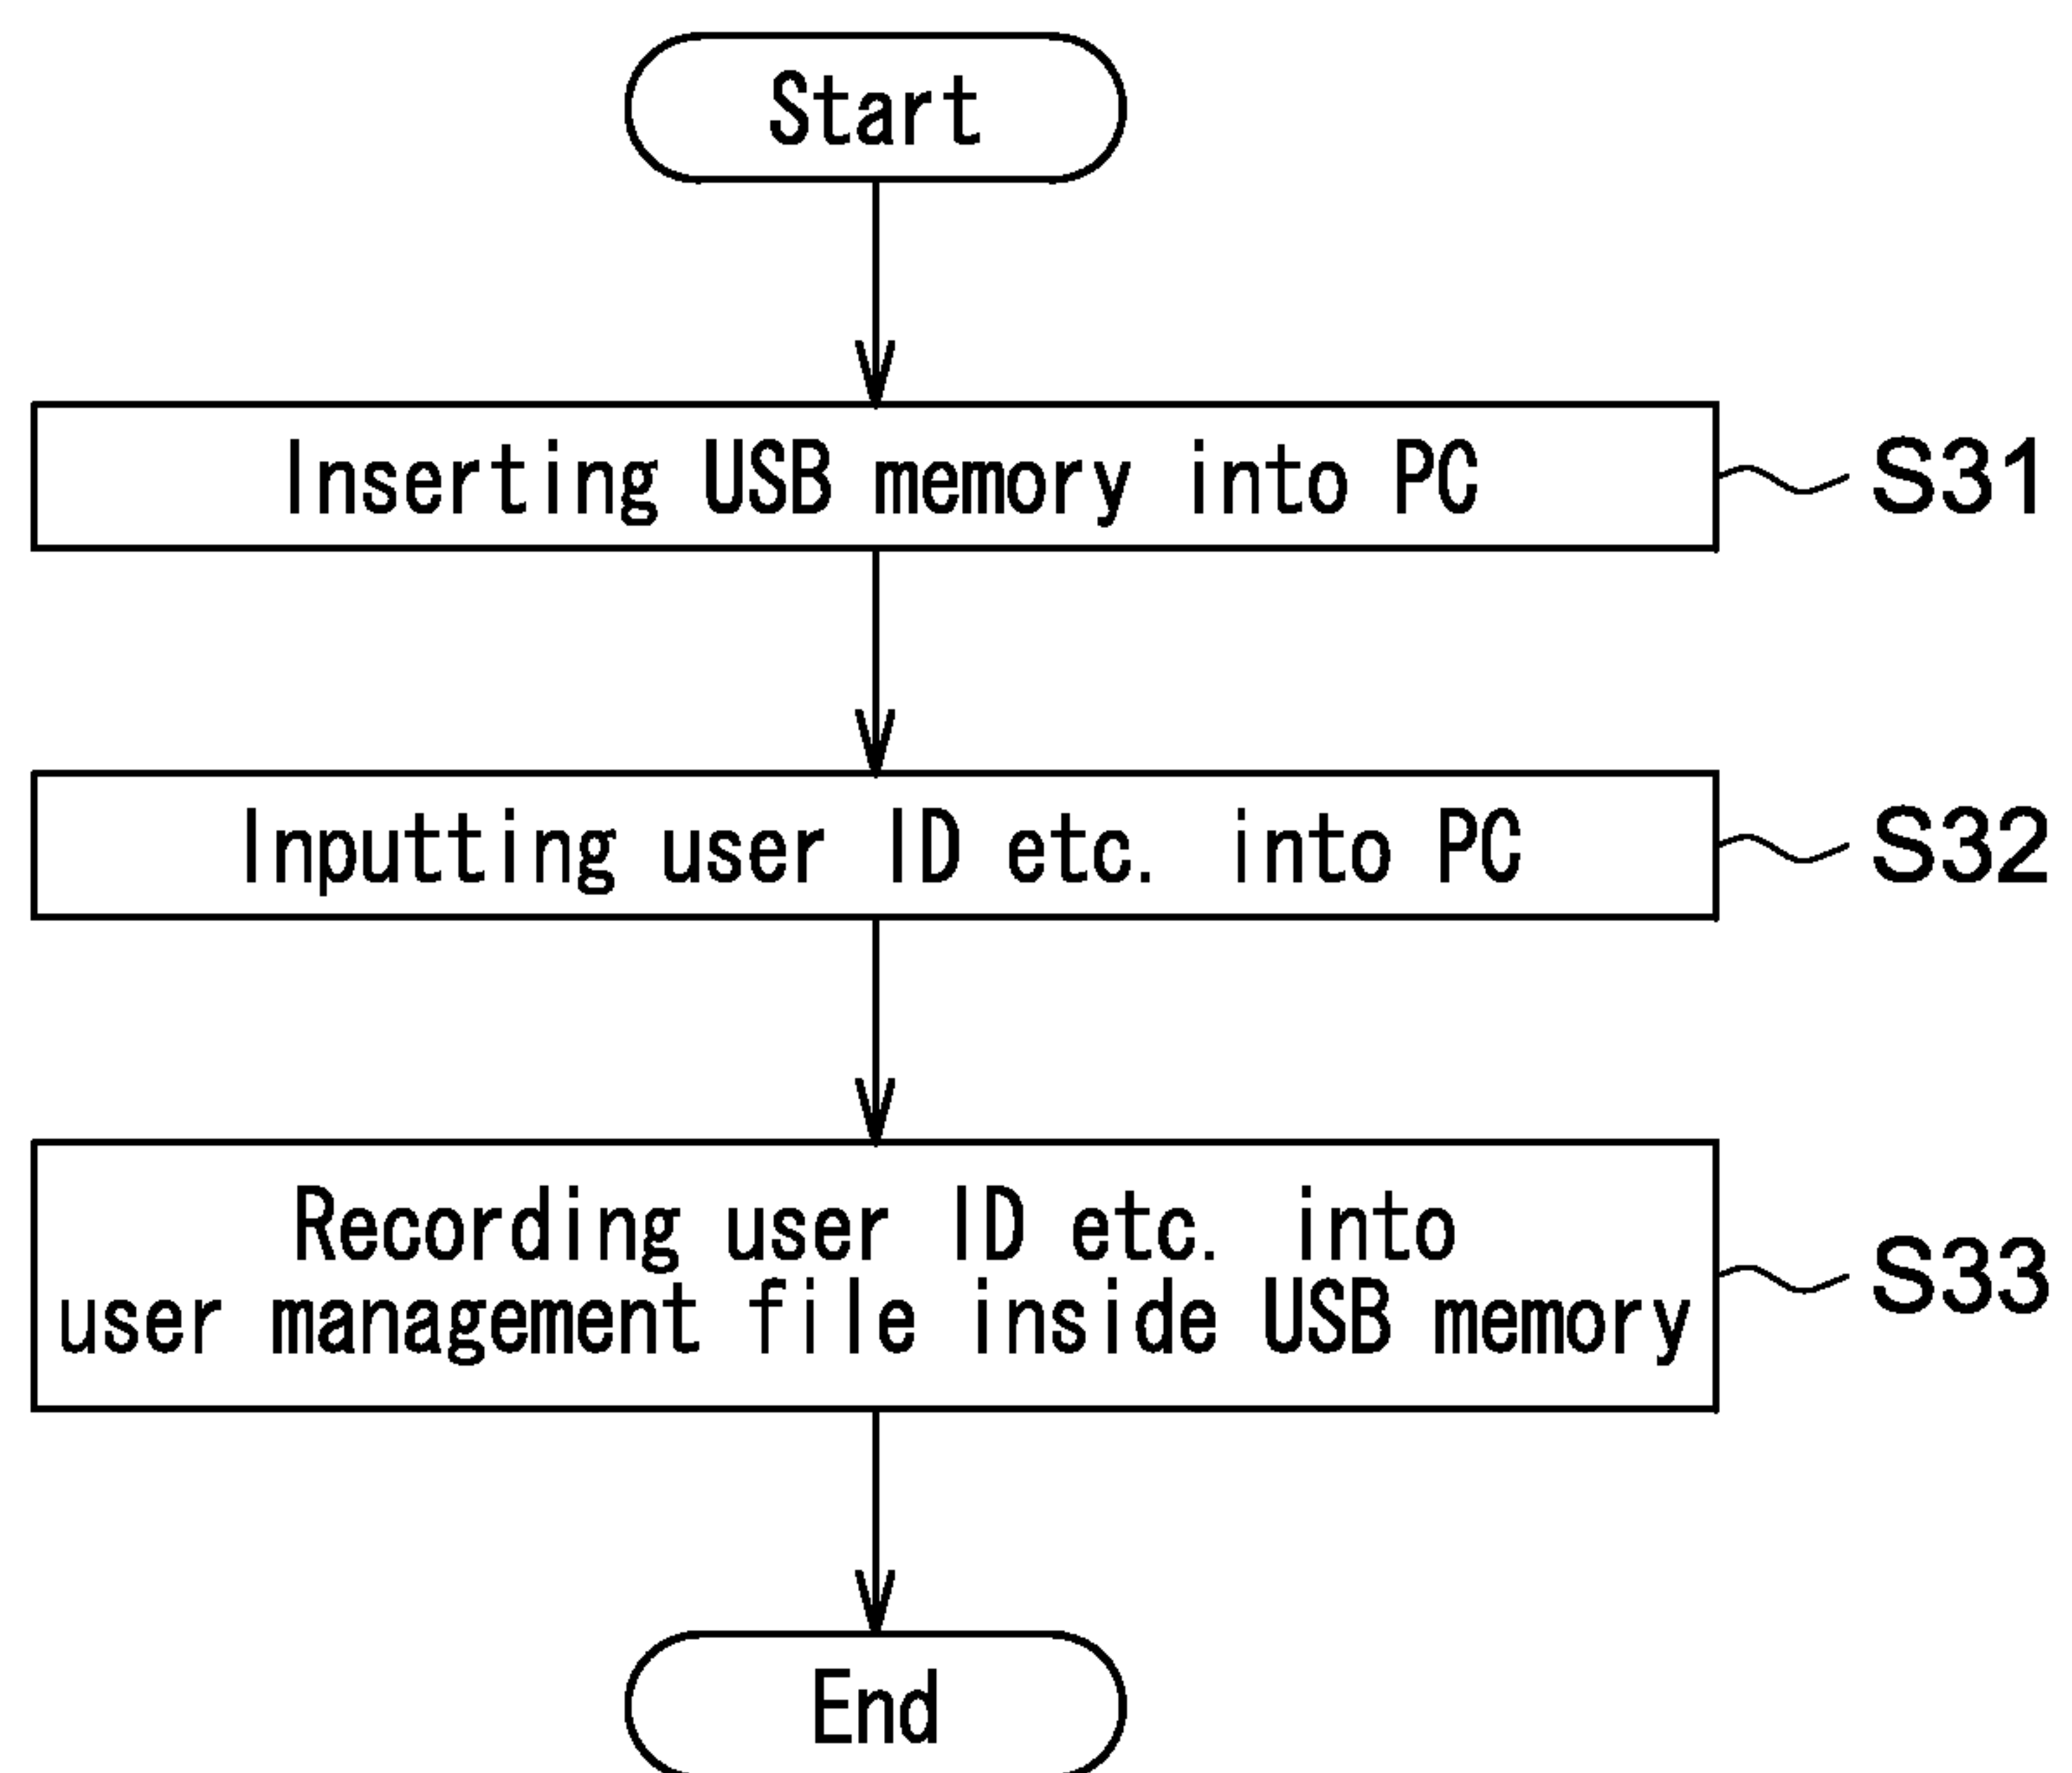 Start
Inserting USB memory into PC
S31
Inputting user ID etc. into PC
S32
Recording user ID etc. into
user management file inside USB memory
S33
End